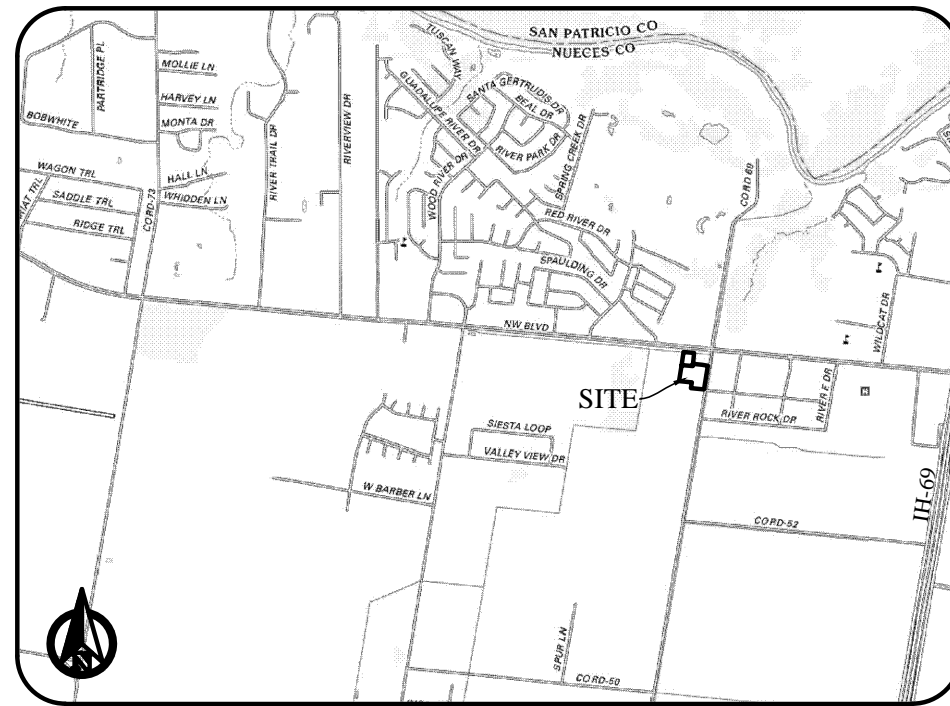 SAN PATRICIO CO
NUECES CO
TUSCAN WAY
PARTRIDGE PL
MOLLIE LN
HARVEY LN
MONTA DR
BOBWHITE
RIVER TRAIL DR
RIVERVIEW DR
GUADALUPE RIVER DR
SANTA GERTRUDIS DR
BEAL DR
RIVER PARK DR
SPRING CREEK DR
WAGON TRL
SADDLE TRL
RIDGE TRL
CORD-73
HALL LN
WHIDDEN LN
WOOD RIVER DR
RED RIVER DR
CORD 69
SPAULDING DR
NW BLVD
WILDCAT DR
SITE
RIVER ROCK DR
RIVER E DR
H
SIESTA LOOP
VALLEY VIEW DR
W BARBER LN
IH-69
CORD-52
SPUR LN
CORD-50
N